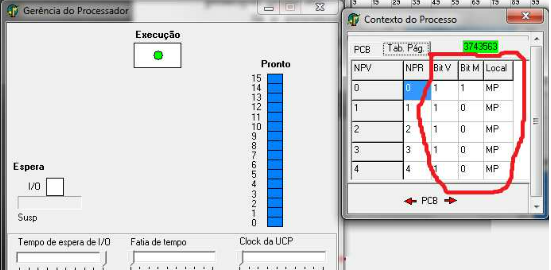 Gerência do Processador
Execução
Pronto
15
14
13
12
11
10
9
8
7
6
5
4
3
2
1
0
Espera
I/O
Susp
Tempo de espera de I/O
Fatia de tempo
Clock da UCP
Contexto do Processo
PCB
Tab. Pág.
3743563
NPV NPR Bit V Bit M Local
0 0 1 1 MP
1 1 1 0 MP
2 2 1 0 MP
3 3 1 0 MP
4 4 1 0 MP
PCB